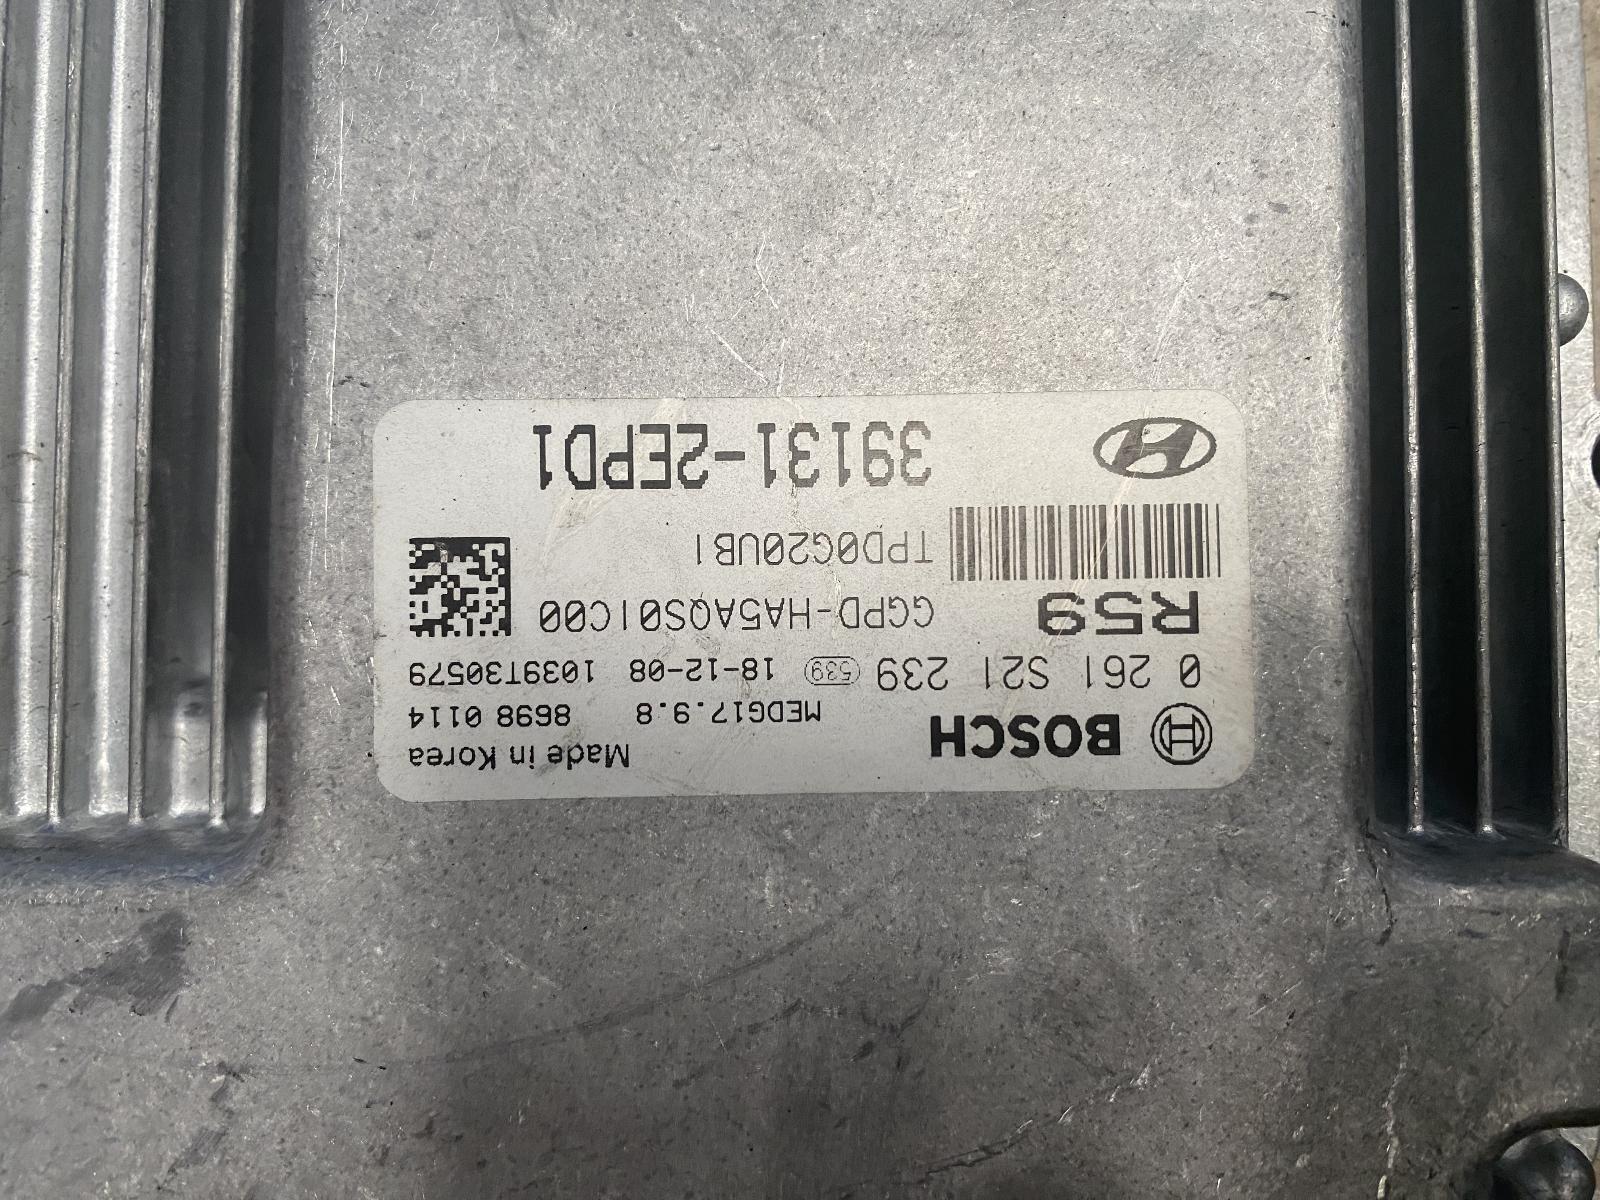 Made in Korea
BOSCH
MEDG17.9.8 8698 0114
0 261 S21 239 539 18-12-08 1039T30579
R59 GGPD-HA5AQS01C00
TPD0G20UB1
39131-2EPD1